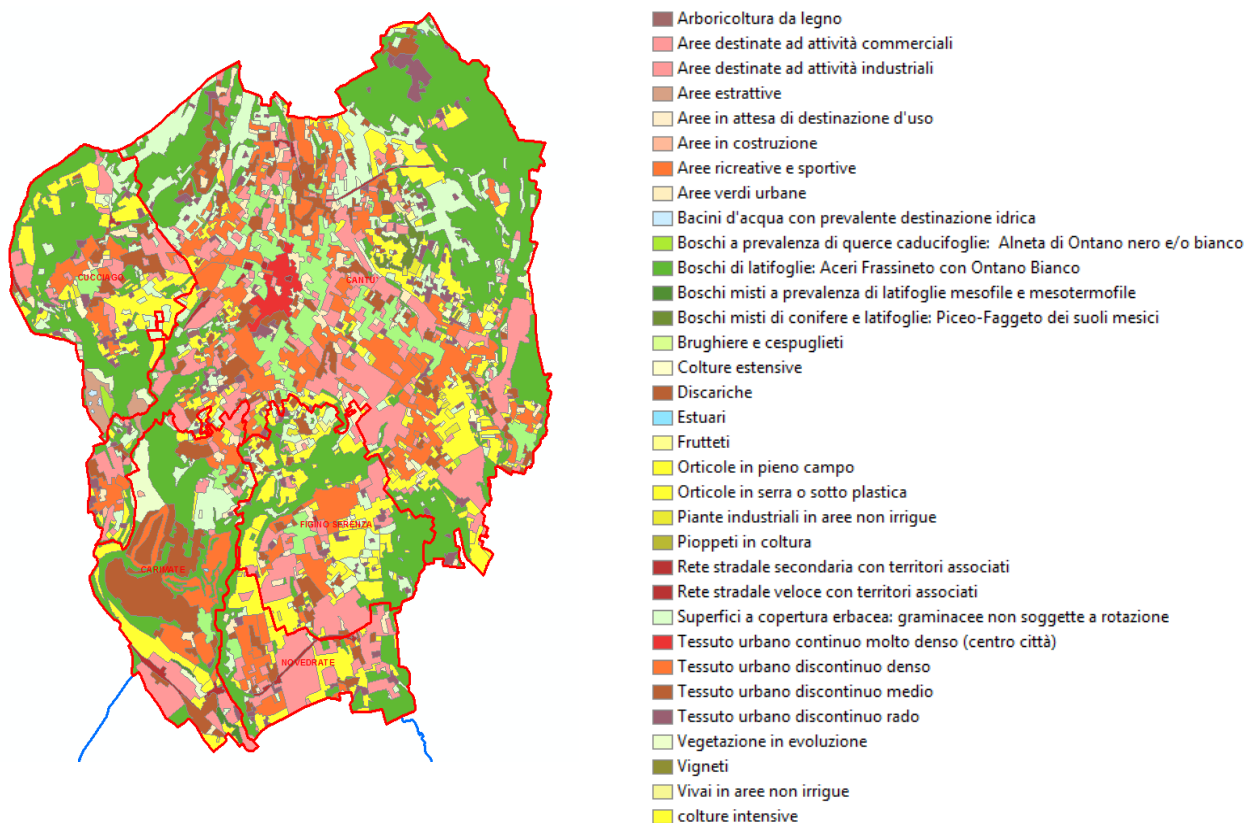 CUCCIAGO
CANTU'
FIGINO SERENZA
CARIMATE
NOVEDRATE
Arboricoltura da legno
Aree destinate ad attività commerciali
Aree destinate ad attività industriali
Aree estrattive
Aree in attesa di destinazione d'uso
Aree in costruzione
Aree ricreative e sportive
Aree verdi urbane
Bacini d'acqua con prevalente destinazione idrica
Boschi a prevalenza di querce caducifoglie:  Alneta di Ontano nero e/o bianco
Boschi di latifoglie: Aceri Frassineto con Ontano Bianco
Boschi misti a prevalenza di latifoglie mesofile e mesotermofile
Boschi misti di conifere e latifoglie: Piceo-Faggeto dei suoli mesici
Brughiere e cespuglieti
Colture estensive
Discariche
Estuari
Frutteti
Orticole in pieno campo
Orticole in serra o sotto plastica
Piante industriali in aree non irrigue
Pioppeti in coltura
Rete stradale secondaria con territori associati
Rete stradale veloce con territori associati
Superfici a copertura erbacea: graminacee non soggette a rotazione
Tessuto urbano continuo molto denso (centro città)
Tessuto urbano discontinuo denso
Tessuto urbano discontinuo medio
Tessuto urbano discontinuo rado
Vegetazione in evoluzione
Vigneti
Vivai in aree non irrigue
colture intensive